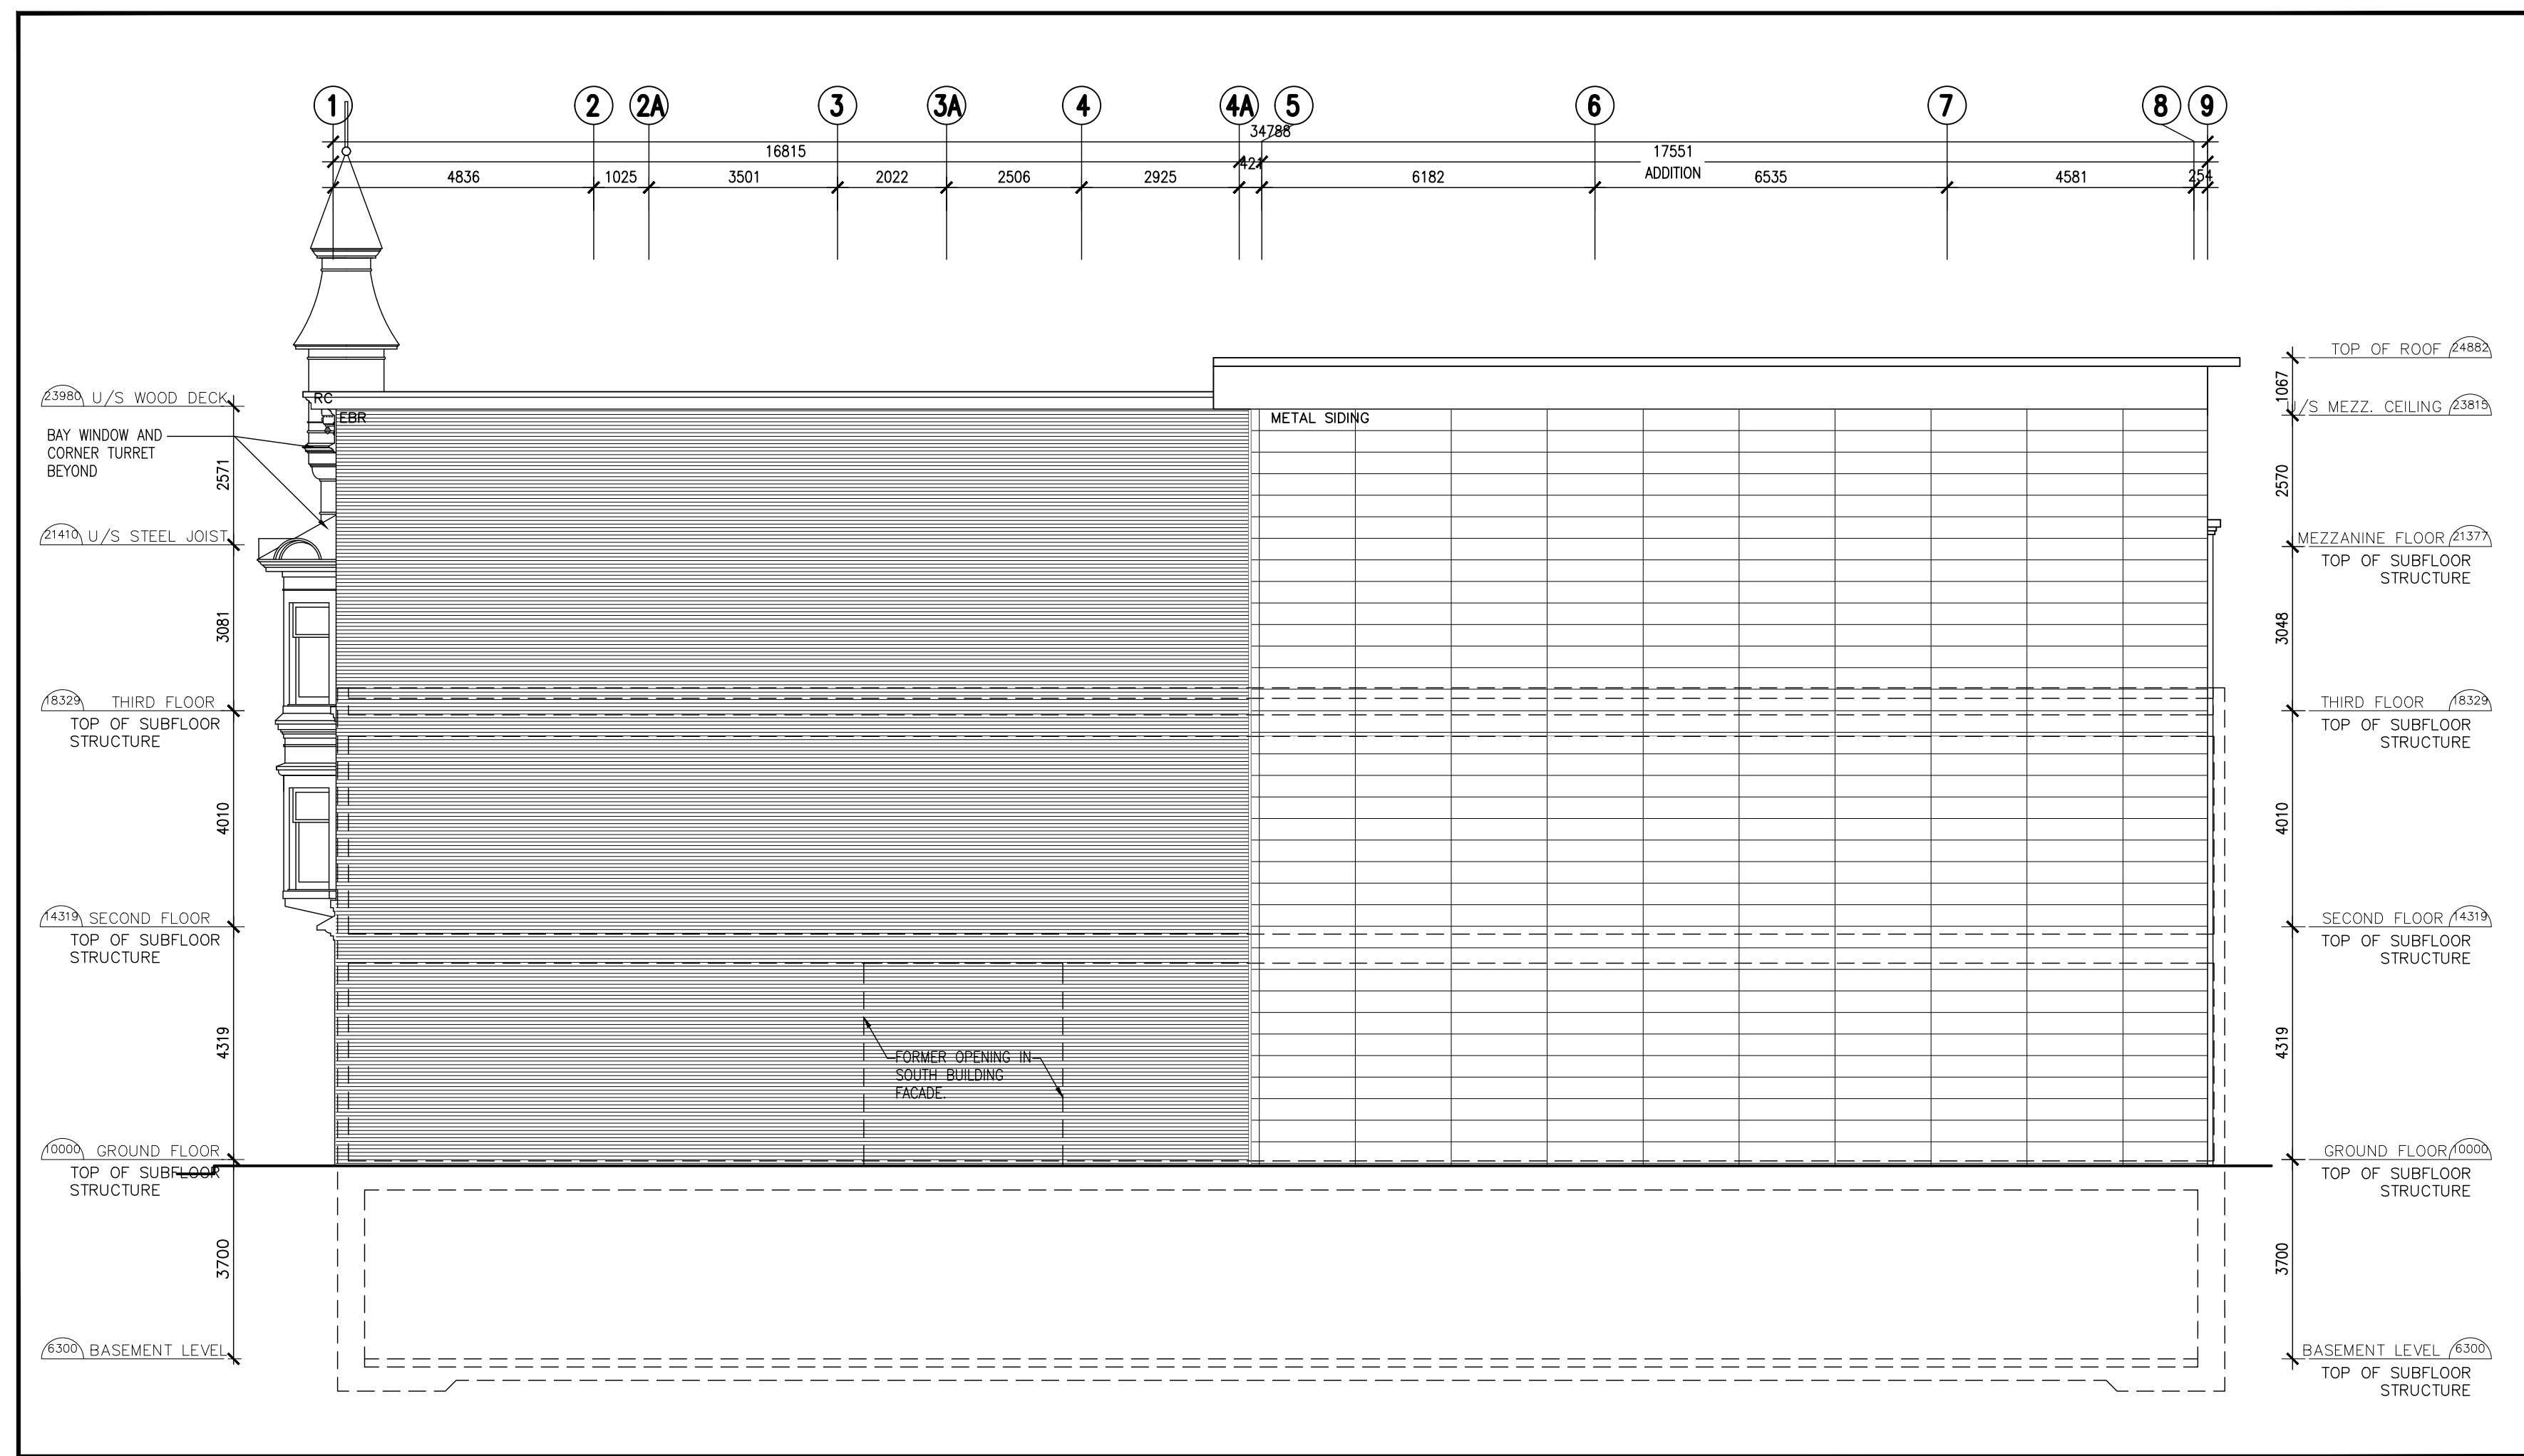 1 2 2A 3 3A 4 4A 5 6 7 8 9
34788
16815 421 17551
ADDITION
4836 1025 3501 2022 2506 2925 6182 6535 4581 254
23980 U/S WOOD DECK
BAY WINDOW AND
CORNER TURRET
BEYOND
2571
21410 U/S STEEL JOIST
3081
18329 THIRD FLOOR
TOP OF SUBFLOOR
STRUCTURE
4010
14319 SECOND FLOOR
TOP OF SUBFLOOR
STRUCTURE
4319
10000 GROUND FLOOR
TOP OF SUBFLOOR
STRUCTURE
3700
6300 BASEMENT LEVEL
RC
EBR
METAL SIDING
FORMER OPENING IN
SOUTH BUILDING
FACADE.
TOP OF ROOF 24882
1067
U/S MEZZ. CEILING 23815
2570
MEZZANINE FLOOR 21377
TOP OF SUBFLOOR
STRUCTURE
3048
THIRD FLOOR 18329
TOP OF SUBFLOOR
STRUCTURE
4010
SECOND FLOOR 14319
TOP OF SUBFLOOR
STRUCTURE
4319
GROUND FLOOR 10000
TOP OF SUBFLOOR
STRUCTURE
3700
BASEMENT LEVEL 6300
TOP OF SUBFLOOR
STRUCTURE